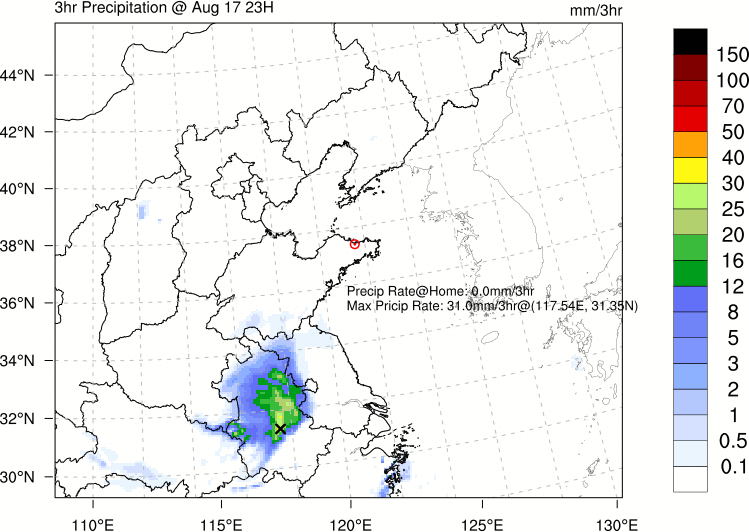 3hr Precipitation @ Aug 17 23H
mm/3hr
44°N
42°N
40°N
38°N
36°N
34°N
32°N
30°N
Precip Rate@Home: 0.0mm/3hr
Max Pricip Rate: 31.0mm/3hr@(117.54E, 31.35N)
110°E
115°E
120°E
125°E
130°E
150
100
70
50
40
30
25
20
16
12
8
5
3
2
1
0.5
0.1